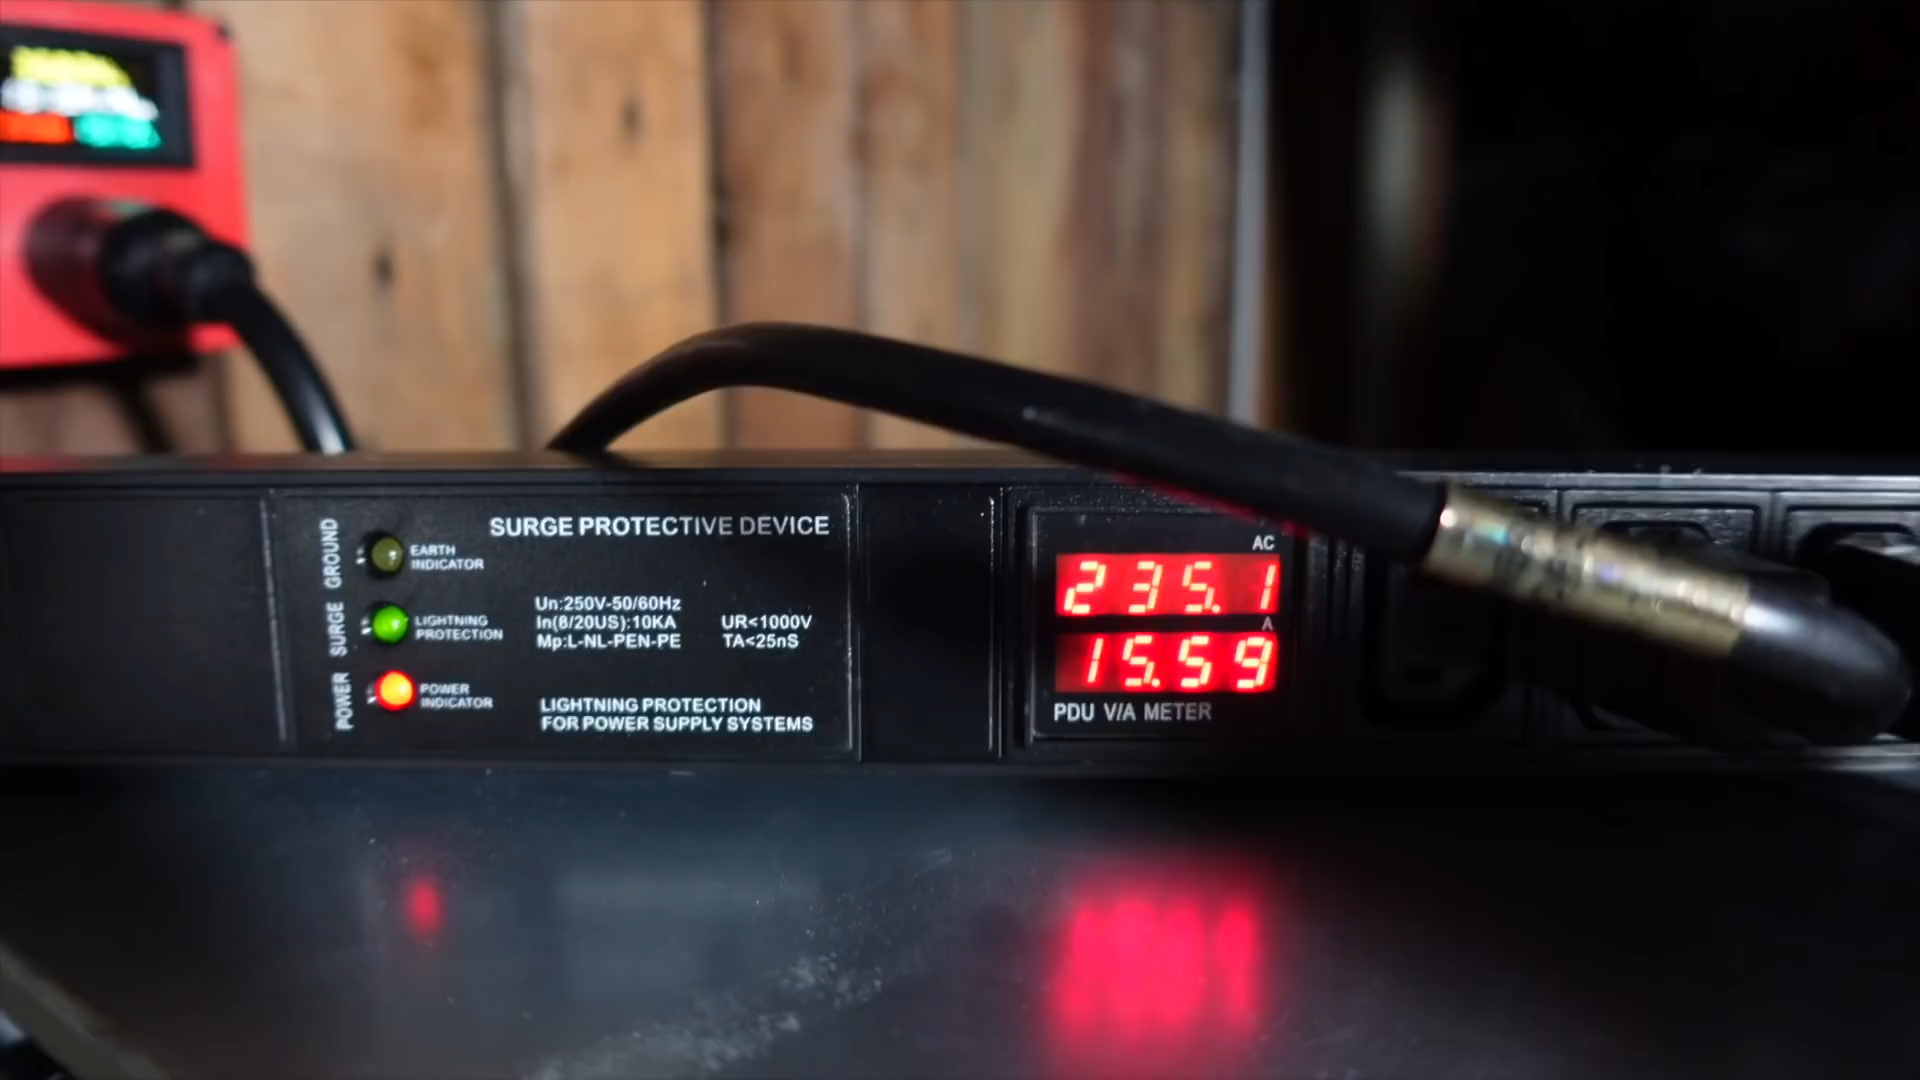 SURGE PROTECTIVE DEVICE
GROUND
EARTH
INDICATOR
SURGE
LIGHTNING
PROTECTION
POWER
POWER
INDICATOR
Un:250V-50/60Hz
In(8/20US):10KA UR<1000V
Mp:L-NL-PEN-PE TA<25nS
LIGHTNING PROTECTION
FOR POWER SUPPLY SYSTEMS
AC
235.1
A
15.59
PDU V/A METER